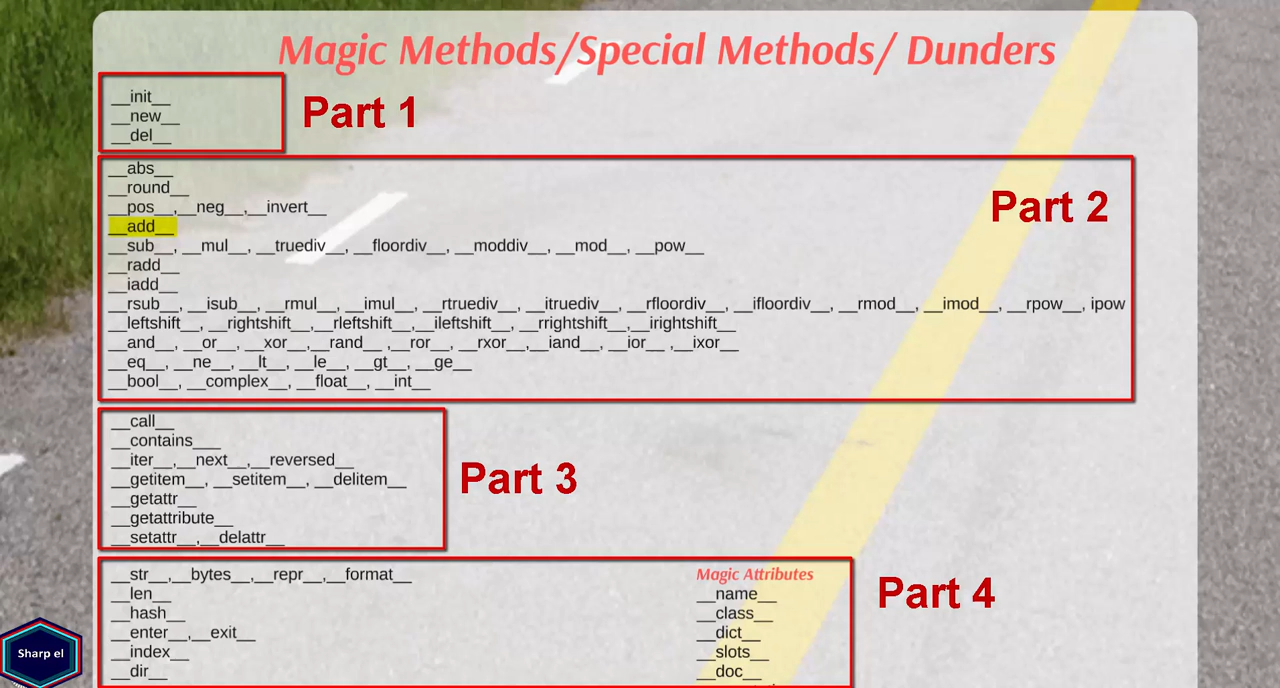 Magic Methods/Special Methods/ Dunders
__init__
__new__
__del__
Part 1
__abs__
__round__
__pos__,__neg__,__invert__
__add__
__sub__, __mul__, __truediv__, __floordiv__, __moddiv__, __mod__, __pow__
__radd__
__iadd__
__rsub__, __isub__, __rmul__, __imul__, __rtruediv__, __itruediv__, __rfloordiv__, __ifloordiv__, __rmod__, __imod__, __rpow__, ipow
__leftshift__, __rightshift__,__rleftshift__,__ileftshift__, __rrightshift__,__irightshift__
__and__, __or__, __xor__,__rand__,__ror__, __rxor__,__iand__, __ior__ ,__ixor__
__eq__, __ne__, __lt__, __le__, __gt__, __ge__
__bool__, __complex__, __float__, __int__
Part 2
__call__
__contains___
__iter__,__next__,__reversed__
__getitem__, __setitem__, __delitem__
__getattr__
__getattribute__
__setattr__,__delattr__
Part 3
__str__,__bytes__,__repr__,__format__
__len__
__hash__
__enter__,__exit__
__index__
__dir__
Magic Attributes
__name__
__class__
__dict__
__slots__
__doc__
Part 4
Sharp el